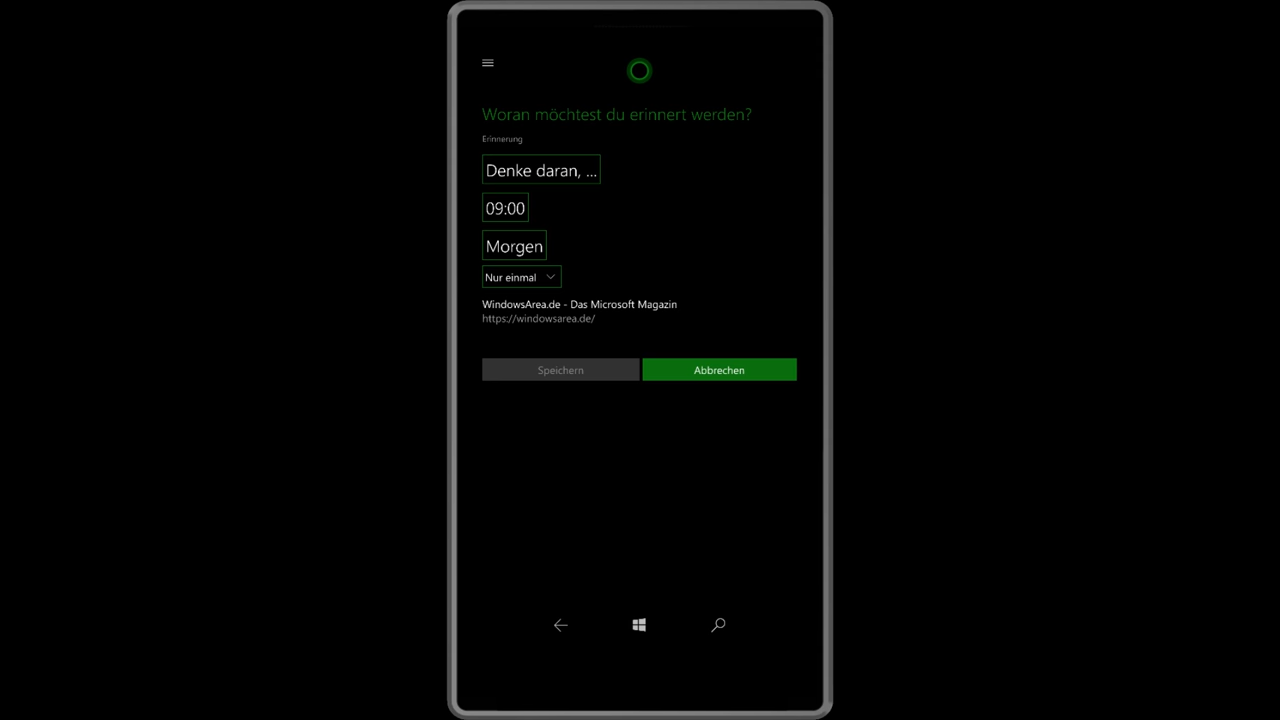 Woran möchtest du erinnert werden?
Erinnerung
Denke daran, ...
09:00
Morgen
Nur einmal
WindowsArea.de - Das Microsoft Magazin
https://windowsarea.de/
Speichern Abbrechen